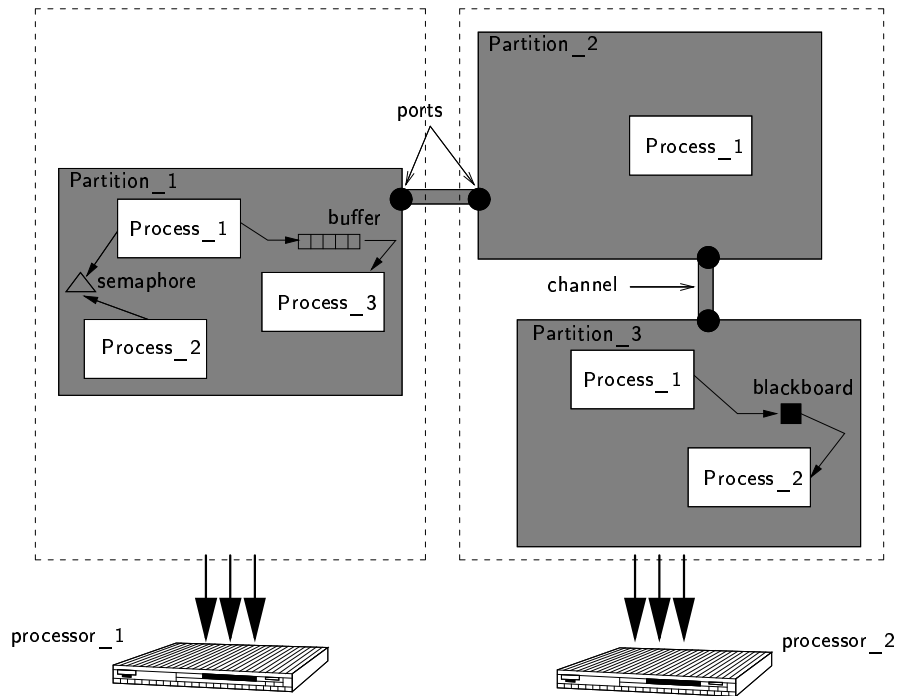 Partition_2
ports
Process_1
Partition_1
Process_1
buffer
semaphore
Process_3
Process_2
channel
Partition_3
Process_1
blackboard
Process_2
processor_1
processor_2